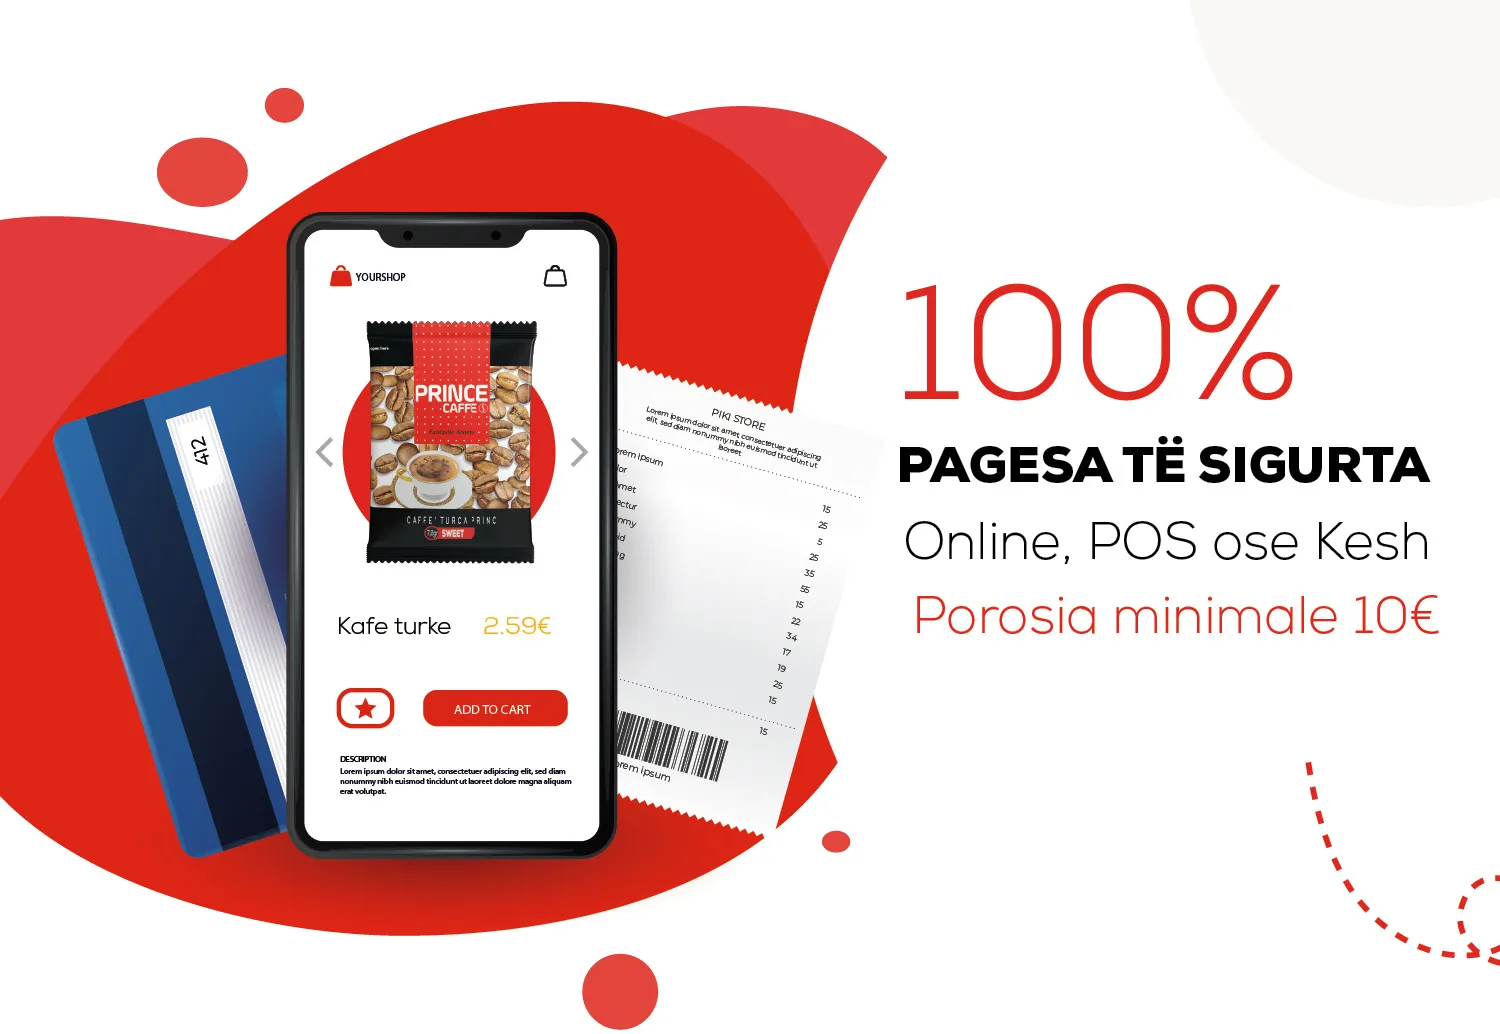 YOURSHOP
open here
PRINCE
CAFFE
Fantastic Aroma
CAFFE' TURCA PRINC
SWEET
Kafe turke 2.59€
ADD TO CART
DESCRIPTION
Lorem ipsum dolor sit amet, consectetuer adipiscing elit, sed diam
nonummy nibh euismod tincidunt ut laoreet dolore magna aliquam
erat volutpat.
412
PIKI STORE
Lorem ipsum dolor sit amet, consectetuer adipiscing
elit, sed diam nonummy nibh euismod tincidunt ut
laoreet
orem ipsum
lor
met 15
ectur 25
mmy 5
id 25
g 35
55
15
22
34
17
19
25
15
15
orem ipsum
100%
PAGESA TË SIGURTA
Online, POS ose Kesh
Porosia minimale 10€